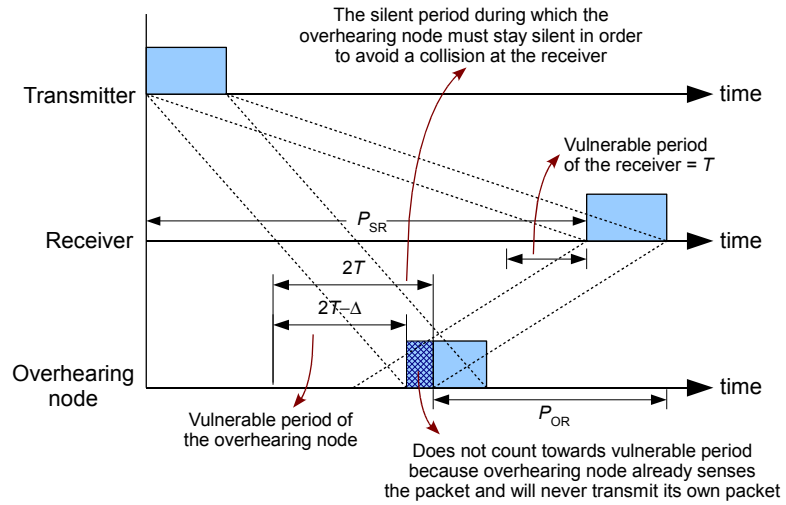 The silent period during which the
overhearing node must stay silent in order
to avoid a collision at the receiver
Transmitter
time
Vulnerable period
of the receiver = T
P_SR
Receiver
time
2T
2T–Δ
Overhearing
node
time
Vulnerable period of
the overhearing node
P_OR
Does not count towards vulnerable period
because overhearing node already senses
the packet and will never transmit its own packet